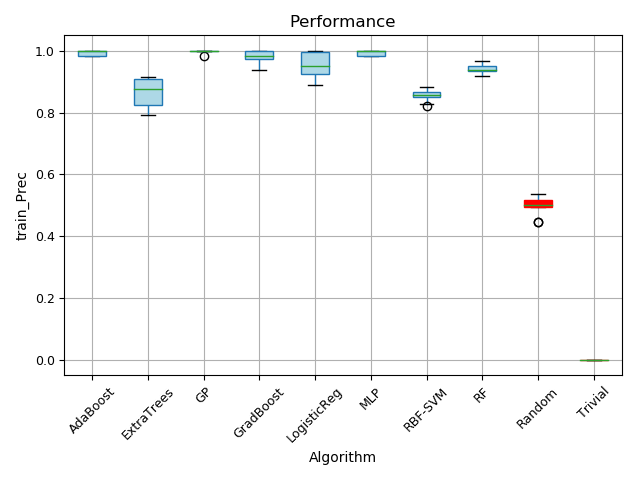 Performance
train_Prec
1.0
0.8
0.6
0.4
0.2
0.0
AdaBoost
ExtraTrees
GP
GradBoost
LogisticReg
MLP
RBF-SVM
RF
Random
Trivial
Algorithm